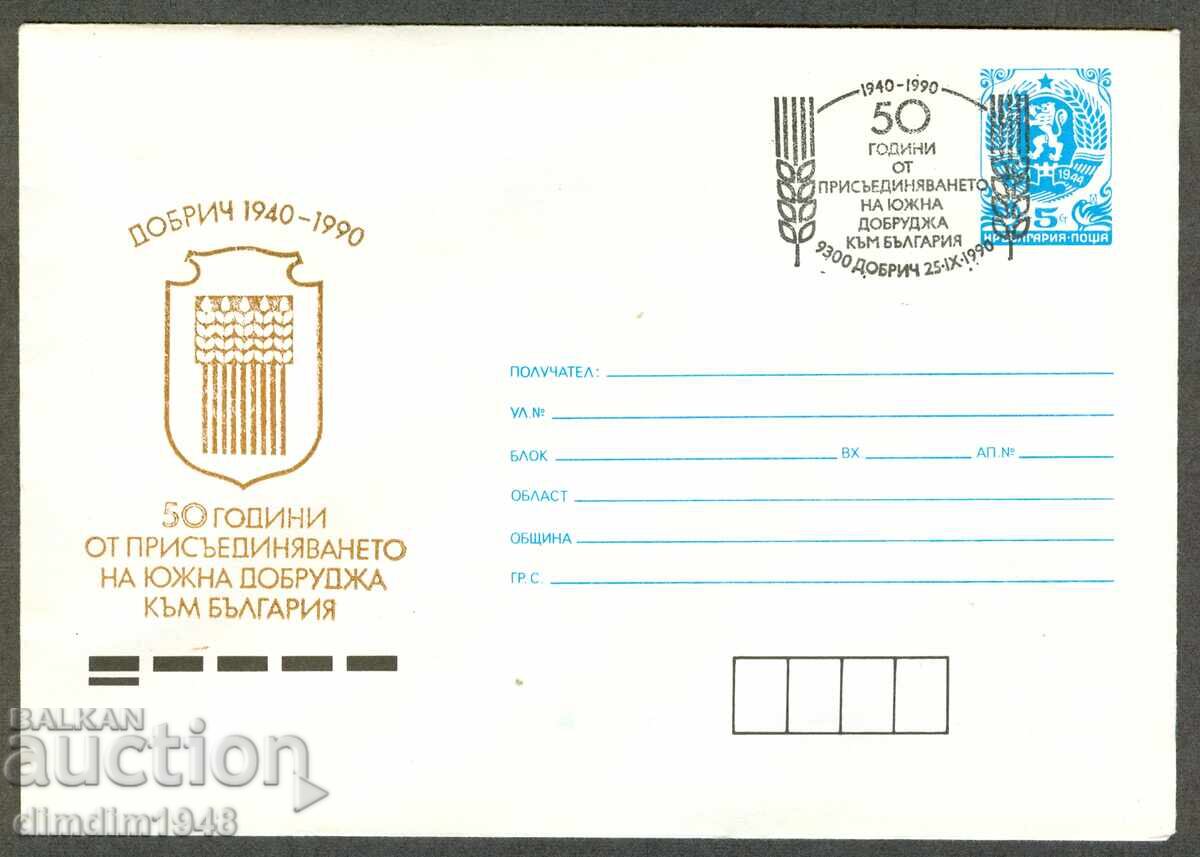 1940-1990
50
ГОДИНИ
ОТ
ПРИСЪЕДИНЯВАНЕТО
НА ЮЖНА
ДОБРУДЖА
КЪМ БЪЛГАРИЯ
9300 ДОБРИЧ 25·IX·1990
1944
5 СТ
НР БЪЛГАРИЯ·ПОЩА
ДОБРИЧ 1940-1990
50 ГОДИНИ
ОТ ПРИСЪЕДИНЯВАНЕТО
НА ЮЖНА ДОБРУДЖА
КЪМ БЪЛГАРИЯ
ПОЛУЧАТЕЛ:
УЛ.№
БЛОК ВХ АП.№
ОБЛАСТ
ОБЩИНА
ГР.С.
BALKAN
auction
dimdim1948